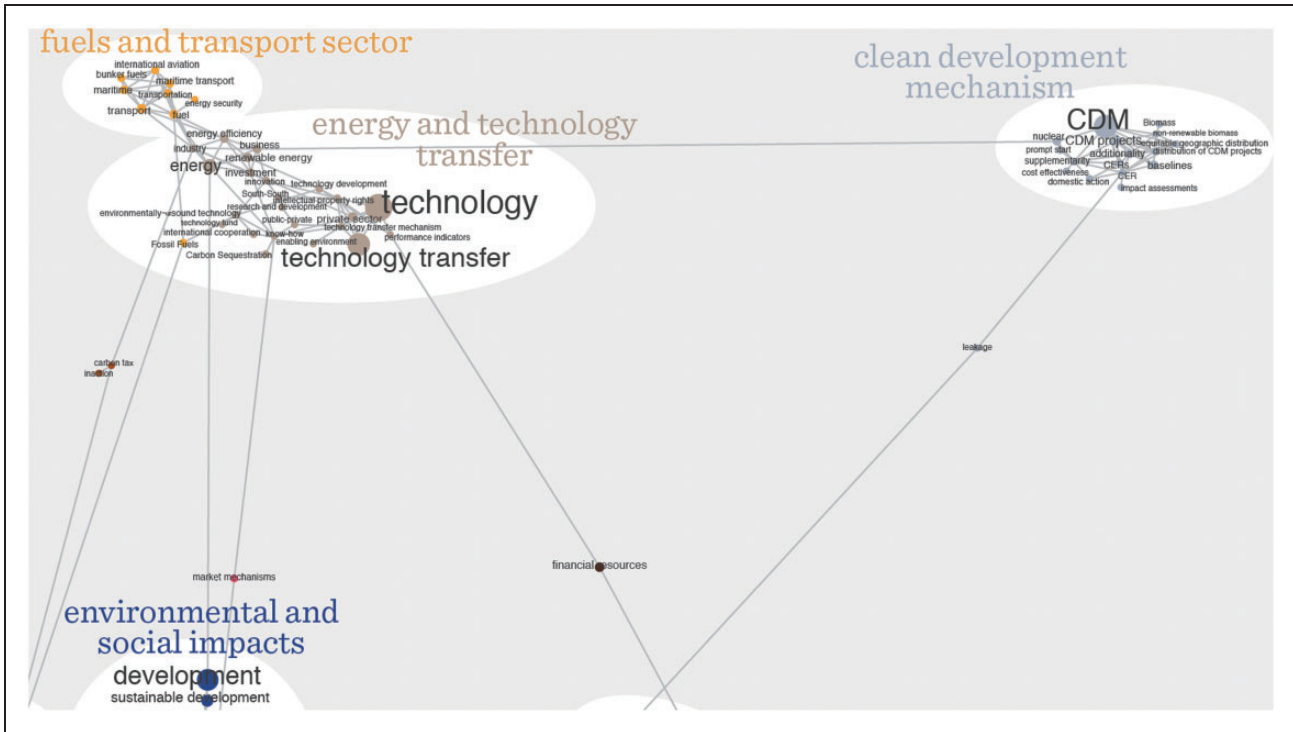 fuels and transport sector
international aviation
bunker fuels
maritime transport
maritime
transportation
energy security
transport
fuel
clean development
mechanism
CDM
Biomass
nuclear
CDM projects
non-renewable biomass
equitable geographic distribution
prompt start
additionality
distribution of CDM projects
supplementarity
CERs
baselines
cost effectiveness
CER
domestic action
impact assessments
energy and technology
transfer
energy efficiency
business
industry
renewable energy
energy
investment
innovation
technology development
South-South
intellectual property rights
technology
research and development
environmentally-sound technology
public-private
private sector
technology fund
technology transfer mechanism
international cooperation
know-how
performance indicators
enabling environment
Fossil Fuels
Carbon Sequestration
technology transfer
leakage
carbon tax
inaction
financial resources
market mechanisms
environmental and
social impacts
development
sustainable development